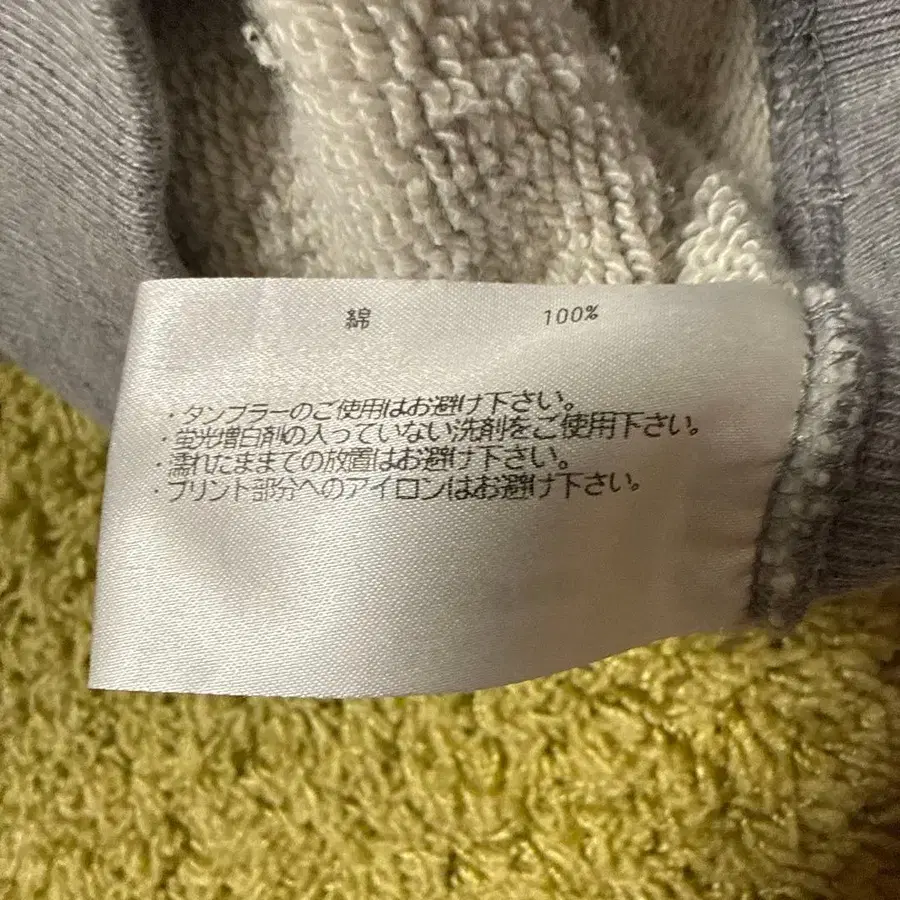 綿 100%
・タンブラーのご使用はお避け下さい。
・蛍光増白剤の入っていない洗剤をご使用下さい。
・濡れたままでの放置はお避け下さい。
・プリント部分へのアイロンはお避け下さい。